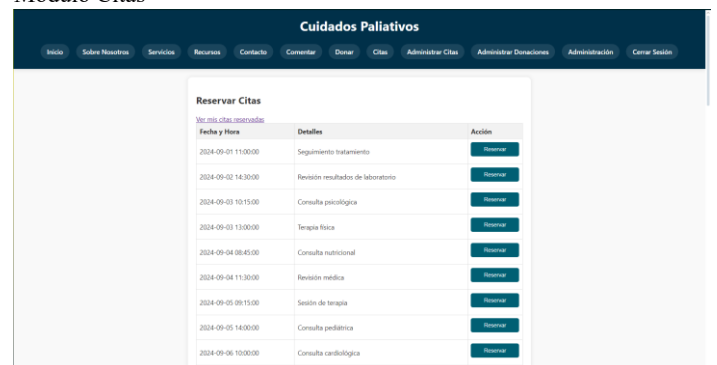 Módulo Citas
Cuidados Paliativos
Inicio Sobre Nosotros Servicios Recursos Contacto Comentar Donar Citas Administrar Citas Administrar Donaciones Administración Cerrar Sesión
Reservar Citas
Ver mis citas reservadas
Fecha y Hora Detalles Acción
2024-09-01 11:00:00 Seguimiento tratamiento Reservar
2024-09-02 14:30:00 Revisión resultados de laboratorio Reservar
2024-09-03 10:15:00 Consulta psicológica Reservar
2024-09-03 13:00:00 Terapia física Reservar
2024-09-04 08:45:00 Consulta nutricional Reservar
2024-09-04 11:30:00 Revisión médica Reservar
2024-09-05 09:15:00 Sesión de terapia Reservar
2024-09-05 14:00:00 Consulta pediátrica Reservar
2024-09-06 10:00:00 Consulta cardiológica Reservar